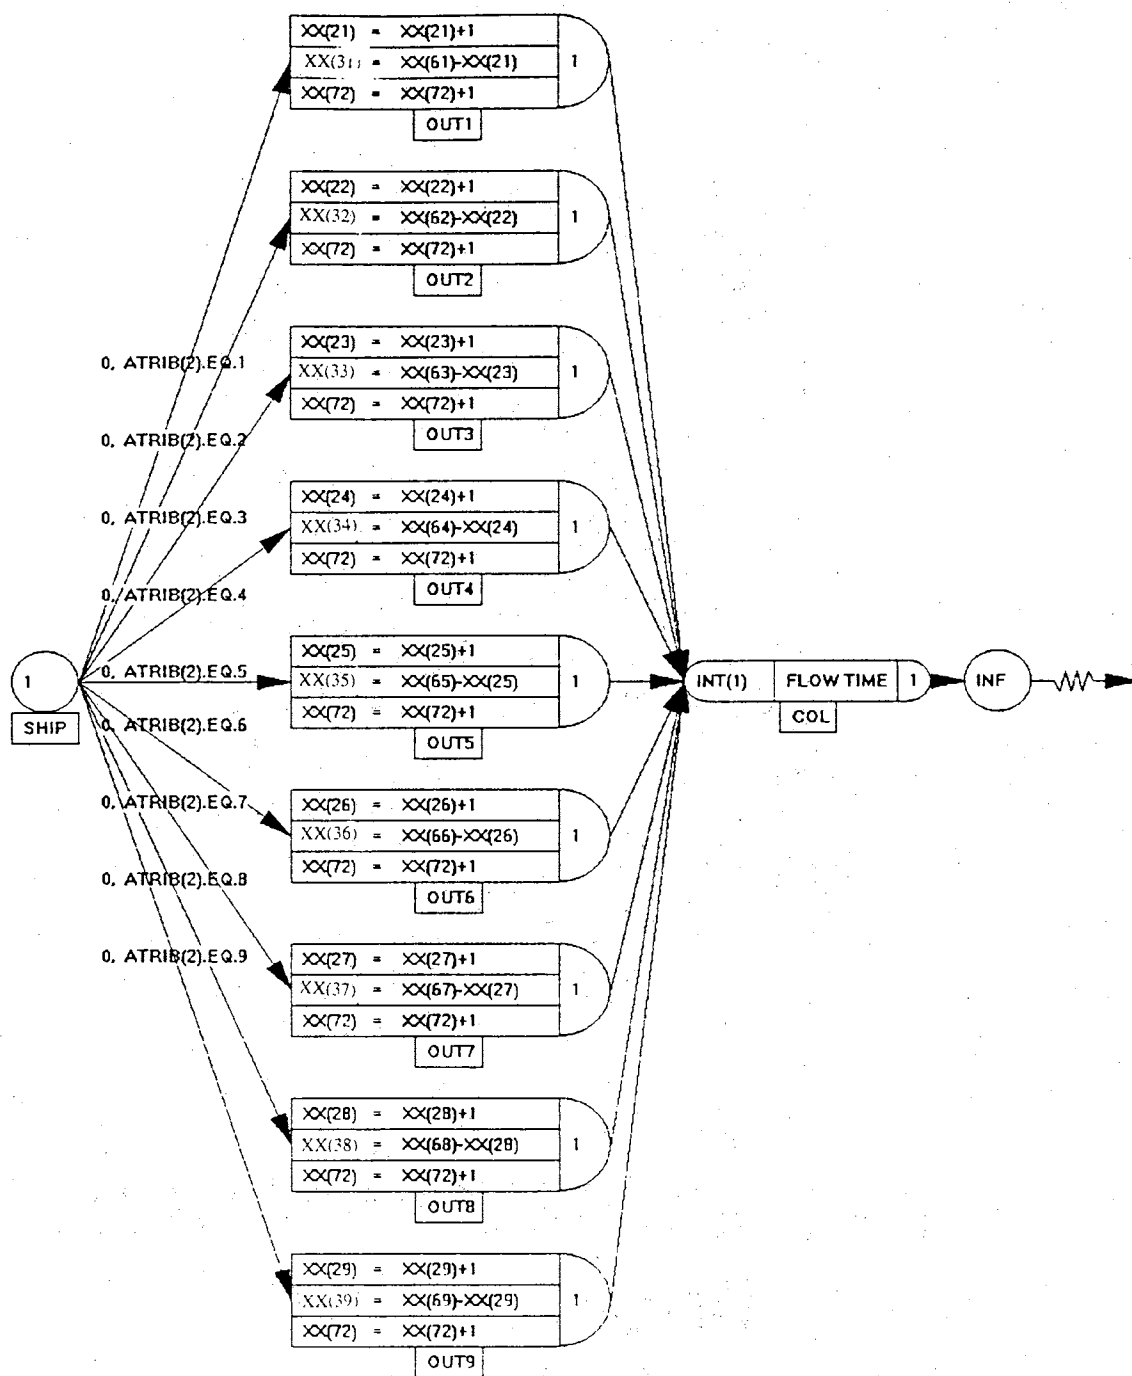 XX(21) = XX(21)+1
XX(31) = XX(61)-XX(21)
1
XX(72) = XX(72)+1
OUT1
XX(22) = XX(22)+1
XX(32) = XX(62)-XX(22)
1
XX(72) = XX(72)+1
OUT2
XX(23) = XX(23)+1
0, ATRIB(2).EQ.1
XX(33) = XX(63)-XX(23)
1
XX(72) = XX(72)+1
OUT3
0, ATRIB(2).EQ.2
XX(24) = XX(24)+1
0, ATRIB(2).EQ.3
XX(34) = XX(64)-XX(24)
1
XX(72) = XX(72)+1
OUT4
0, ATRIB(2).EQ.4
XX(25) = XX(25)+1
0, ATRIB(2).EQ.5
1
SHIP
XX(35) = XX(65)-XX(25)
1
INT(1) FLOW TIME 1
COL
INF
XX(72) = XX(72)+1
OUT5
0, ATRIB(2).EQ.6
0, ATRIB(2).EQ.7
XX(26) = XX(26)+1
XX(36) = XX(66)-XX(26)
1
XX(72) = XX(72)+1
OUT6
0, ATRIB(2).EQ.8
0, ATRIB(2).EQ.9
XX(27) = XX(27)+1
XX(37) = XX(67)-XX(27)
1
XX(72) = XX(72)+1
OUT7
XX(28) = XX(28)+1
XX(38) = XX(68)-XX(28)
1
XX(72) = XX(72)+1
OUT8
XX(29) = XX(29)+1
XX(39) = XX(69)-XX(29)
1
XX(72) = XX(72)+1
OUT9